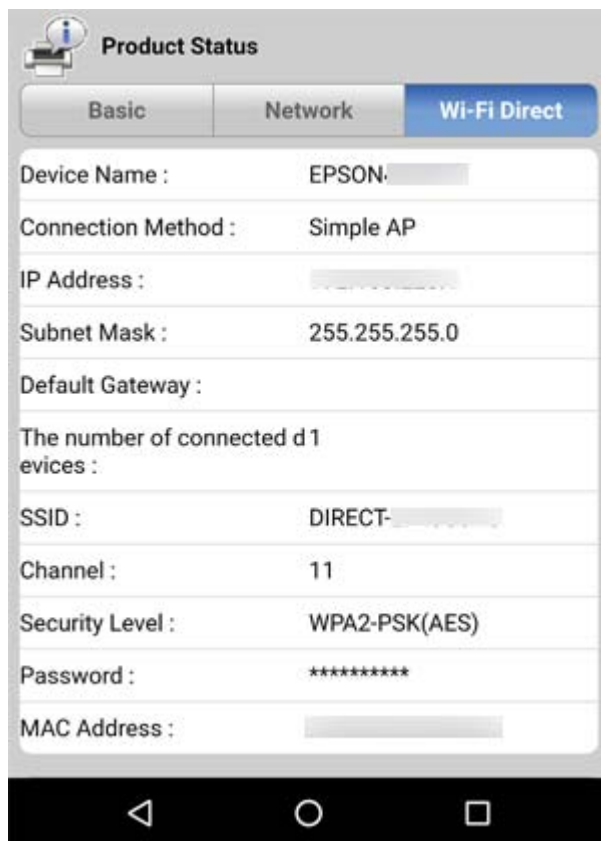 Product Status
Basic Network Wi-Fi Direct
Device Name : EPSON
Connection Method : Simple AP
IP Address :
Subnet Mask : 255.255.255.0
Default Gateway :
The number of connected d 1
evices :
SSID : DIRECT-
Channel : 11
Security Level : WPA2-PSK(AES)
Password : **********
MAC Address :